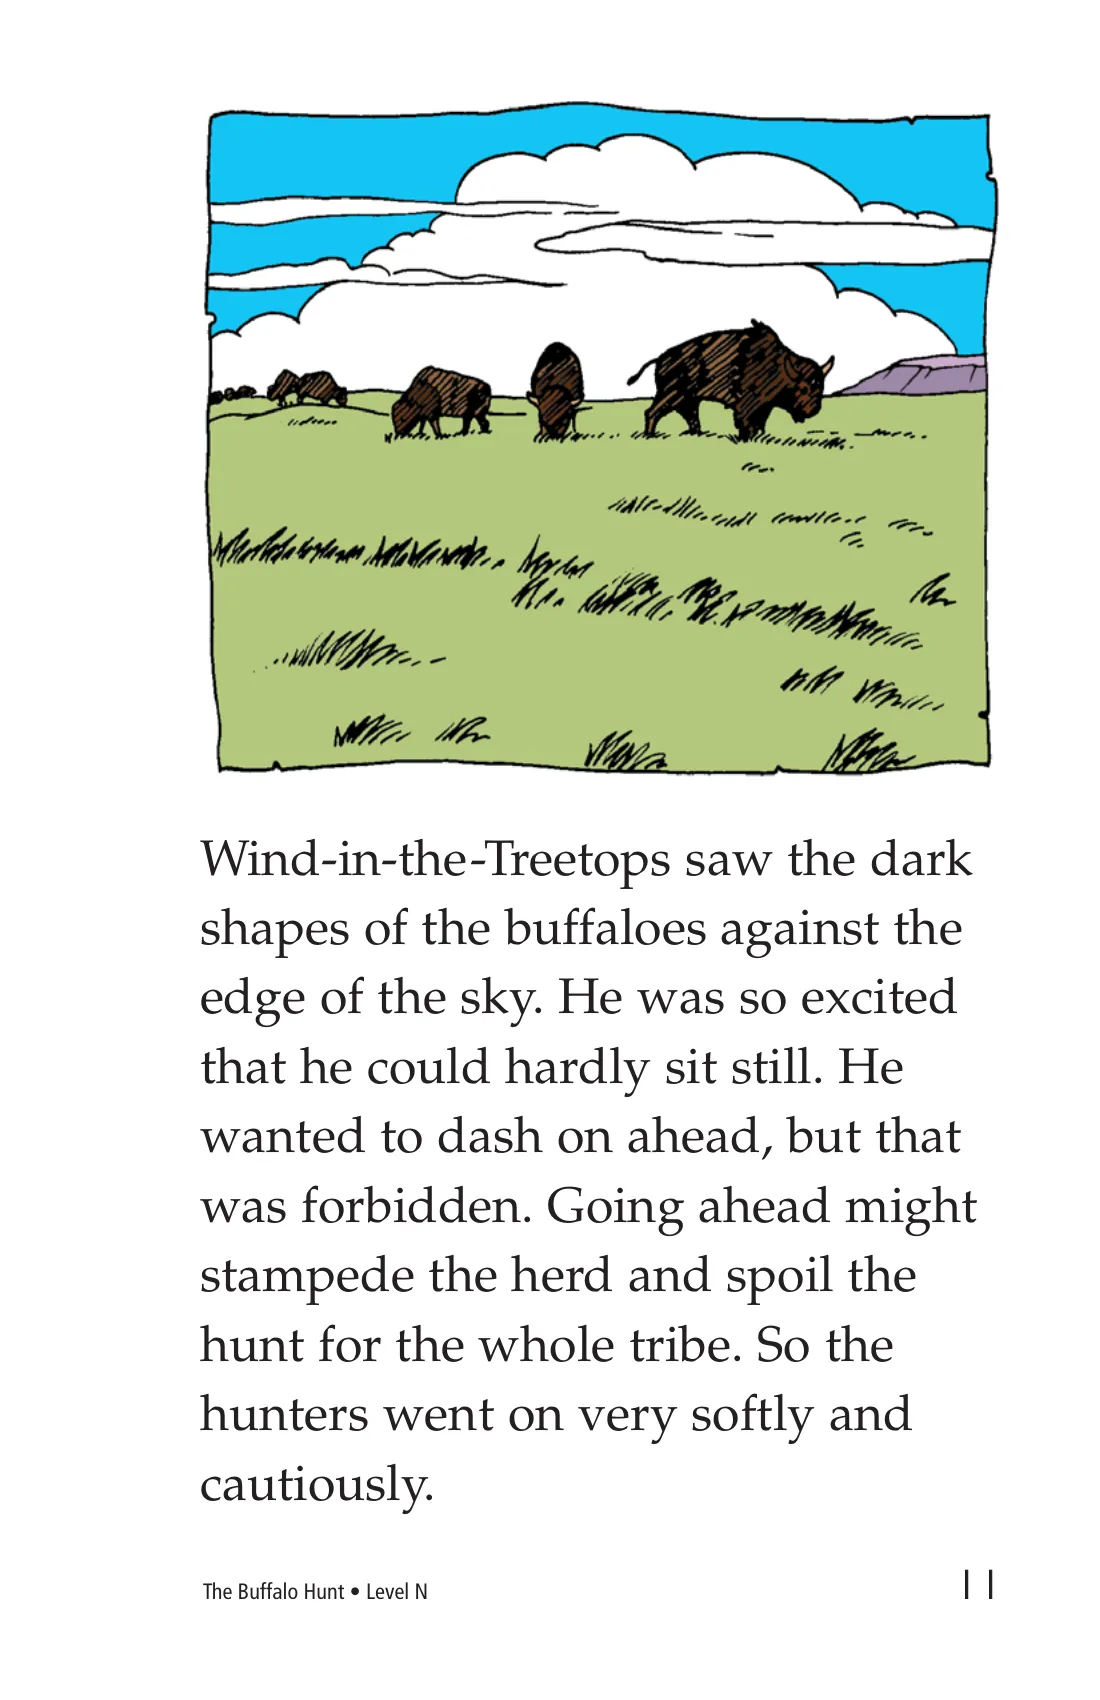 Wind-in-the-Treetops saw the dark
shapes of the buffaloes against the
edge of the sky. He was so excited
that he could hardly sit still. He
wanted to dash on ahead, but that
was forbidden. Going ahead might
stampede the herd and spoil the
hunt for the whole tribe. So the
hunters went on very softly and
cautiously.
The Buffalo Hunt • Level N
11